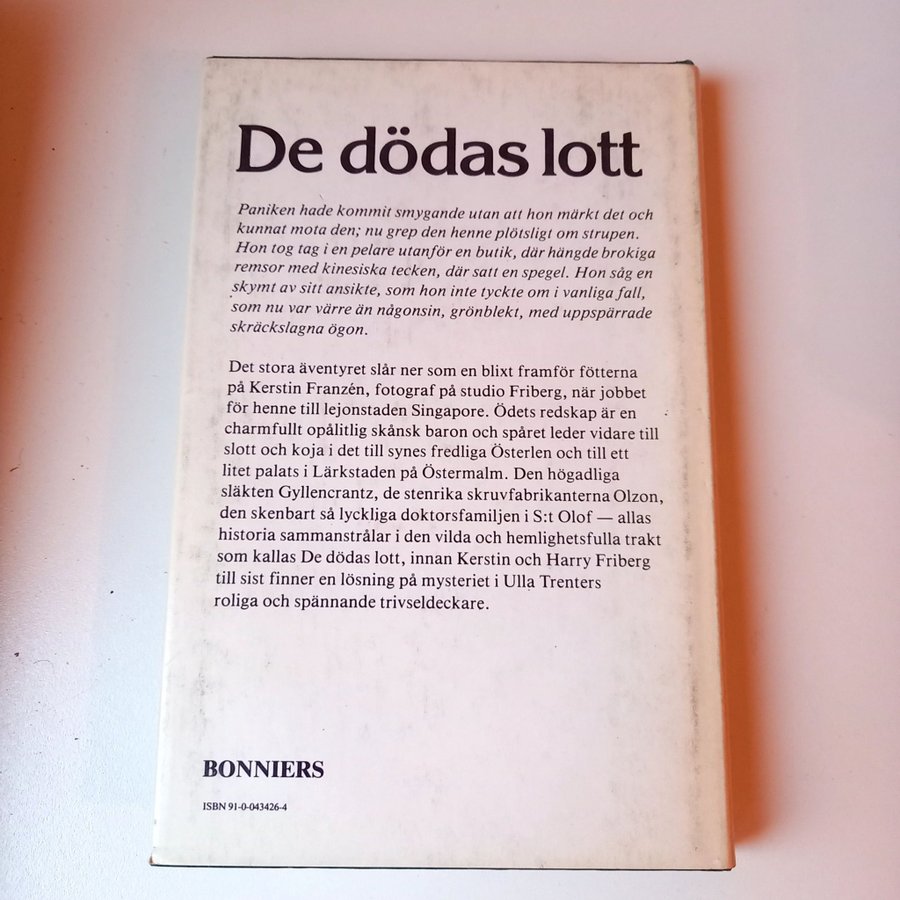 De dödas lott
Paniken hade kommit smygande utan att hon märkt det och
kunnat mota den; nu grep den henne plötsligt om strupen.
Hon tog tag i en pelare utanför en butik, där hängde brokiga
remsor med kinesiska tecken, där satt en spegel. Hon såg en
skymt av sitt ansikte, som hon inte tyckte om i vanliga fall,
som nu var värre än någonsin, grönblekt, med uppspärrade
skräckslagna ögon.
Det stora äventyret slår ner som en blixt framför fötterna
på Kerstin Franzén, fotograf på studio Friberg, när jobbet
för henne till lejonstaden Singapore. Ödets redskap är en
charmfullt opålitlig skånsk baron och spåret leder vidare till
slott och koja i det till synes fredliga Österlen och till ett
litet palats i Lärkstaden på Östermalm. Den högadliga
släkten Gyllencrantz, de stenrika skruvfabrikanterna Olzon,
den skenbart så lyckliga doktorsfamiljen i S:t Olof — allas
historia sammanstrålar i den vilda och hemlighetsfulla trakt
som kallas De dödas lott, innan Kerstin och Harry Friberg
till sist finner en lösning på mysteriet i Ulla Trenters
roliga och spännande trivseldeckare.
BONNIERS
ISBN 91-0-043426-4